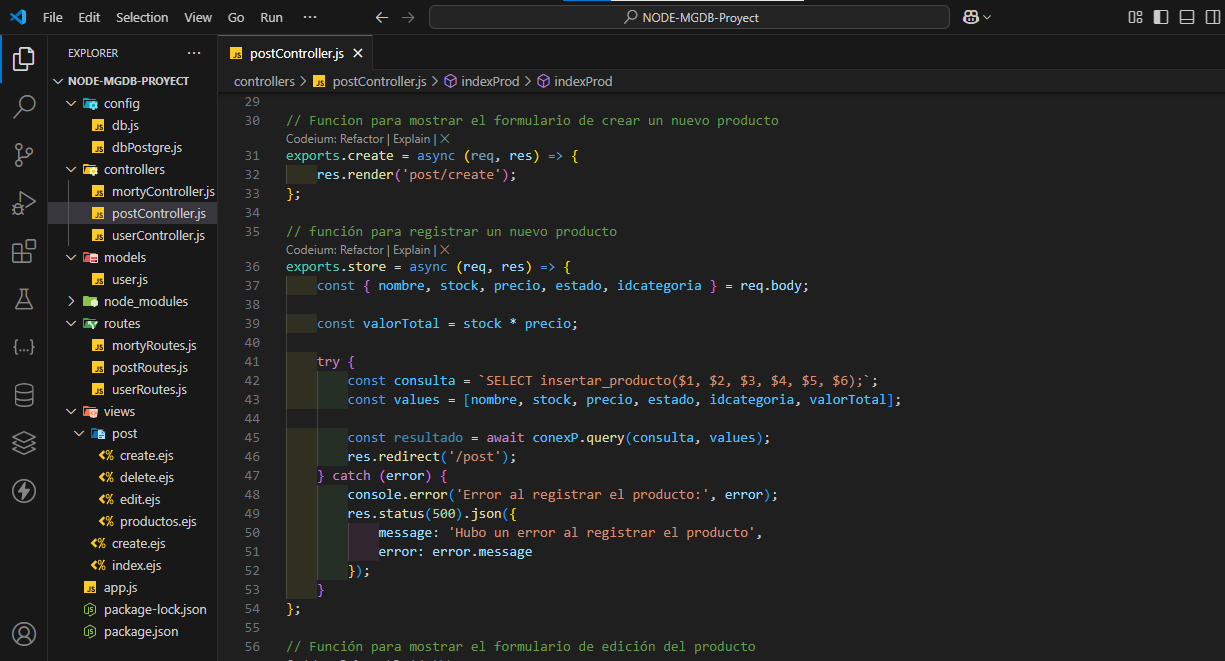 File Edit Selection View Go Run ··· ← → NODE-MGDB-Proyect
EXPLORER ···
NODE-MGDB-PROYECT
config
db.js
dbPostgre.js
controllers
mortyController.js
postController.js
userController.js
models
user.js
node_modules
routes
mortyRoutes.js
postRoutes.js
userRoutes.js
views
post
create.ejs
delete.ejs
edit.ejs
productos.ejs
create.ejs
index.ejs
app.js
package-lock.json
package.json
JS postController.js ×
controllers > JS postController.js > indexProd > indexProd
29
30 // Funcion para mostrar el formulario de crear un nuevo producto
Codeium: Refactor | Explain | ×
31 exports.create = async (req, res) => {
32 res.render('post/create');
33 };
34
35 // función para registrar un nuevo producto
Codeium: Refactor | Explain | ×
36 exports.store = async (req, res) => {
37 const { nombre, stock, precio, estado, idcategoria } = req.body;
38
39 const valorTotal = stock * precio;
40
41 try {
42 const consulta = `SELECT insertar_producto($1, $2, $3, $4, $5, $6);`;
43 const values = [nombre, stock, precio, estado, idcategoria, valorTotal];
44
45 const resultado = await conexP.query(consulta, values);
46 res.redirect('/post');
47 } catch (error) {
48 console.error('Error al registrar el producto:', error);
49 res.status(500).json({
50 message: 'Hubo un error al registrar el producto',
51 error: error.message
52 });
53 }
54 };
55
56 // Función para mostrar el formulario de edición del producto